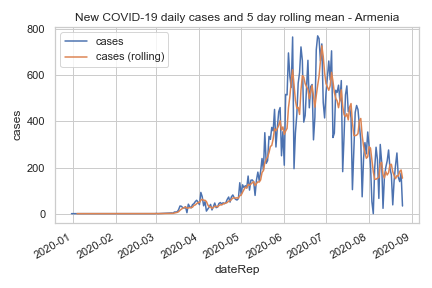 New COVID-19 daily cases and 5 day rolling mean - Armenia
cases
cases (rolling)
800
600
400
200
0
cases
2020-01
2020-02
2020-03
2020-04
2020-05
2020-06
2020-07
2020-08
2020-09
dateRep